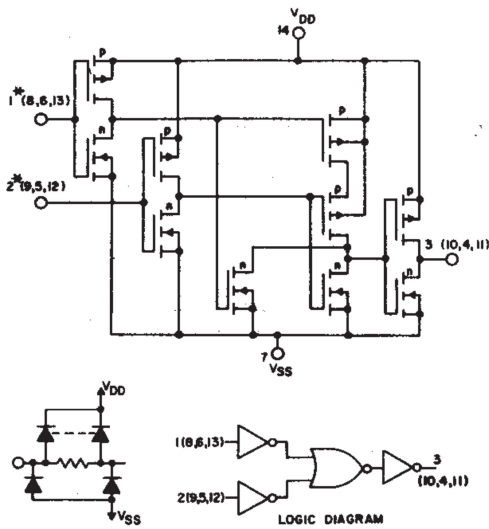 VDD
14
p
1*(8,6,13)
n
p
p
2*(9,5,12)
n
p
p
n
n
3 (10,4,11)
n
7
VSS
VDD
VSS
1(8,6,13)
2(9,5,12)
3
(10,4,11)
LOGIC DIAGRAM